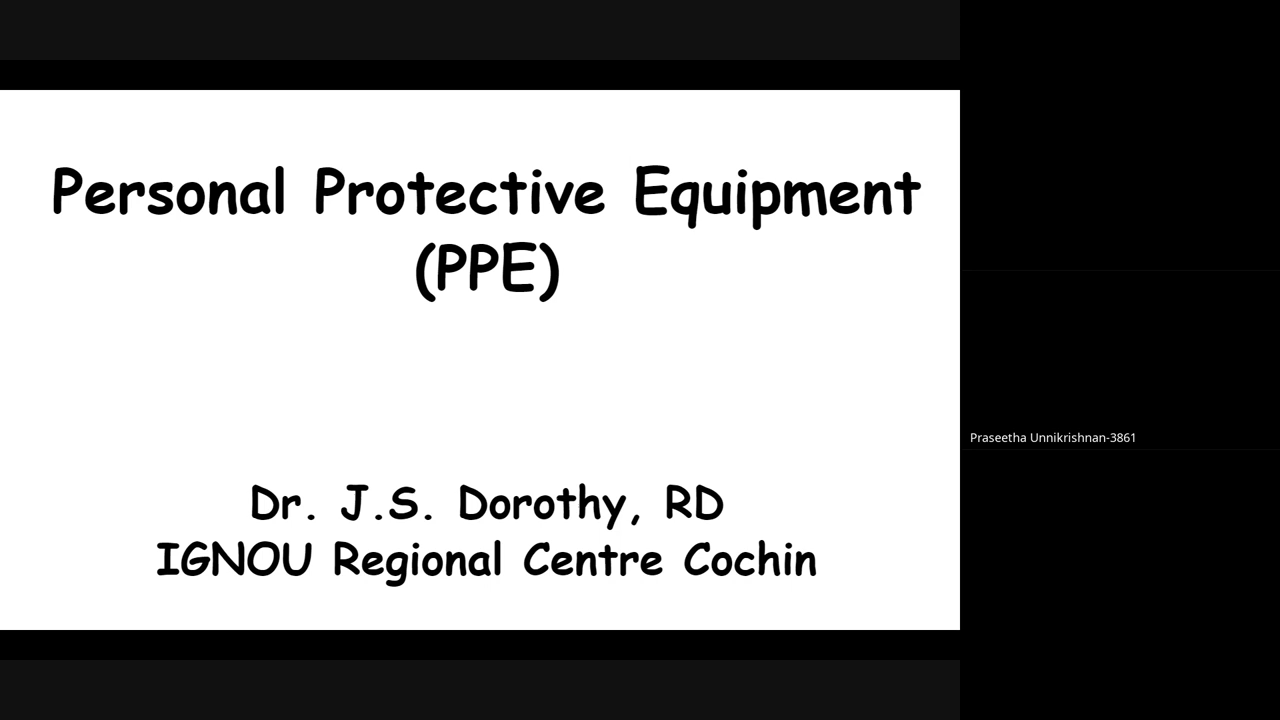 Personal Protective Equipment
(PPE)
Dr. J.S. Dorothy, RD
IGNOU Regional Centre Cochin
Praseetha Unnikrishnan-3861